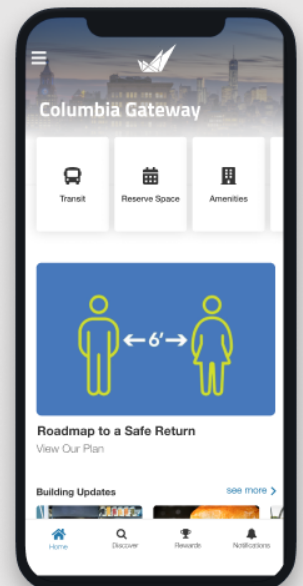 Columbia Gateway
Transit
Reserve Space
Amenities
6'
Roadmap to a Safe Return
View Our Plan
Building Updates
see more
Home
Discover
Rewards
Notifications